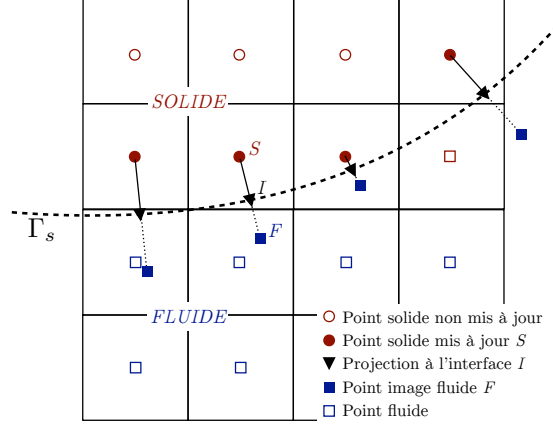 SOLIDE
S
I
Γs
F
FLUIDE
Point solide non mis à jour
Point solide mis à jour S
Projection à l'interface I
Point image fluide F
Point fluide